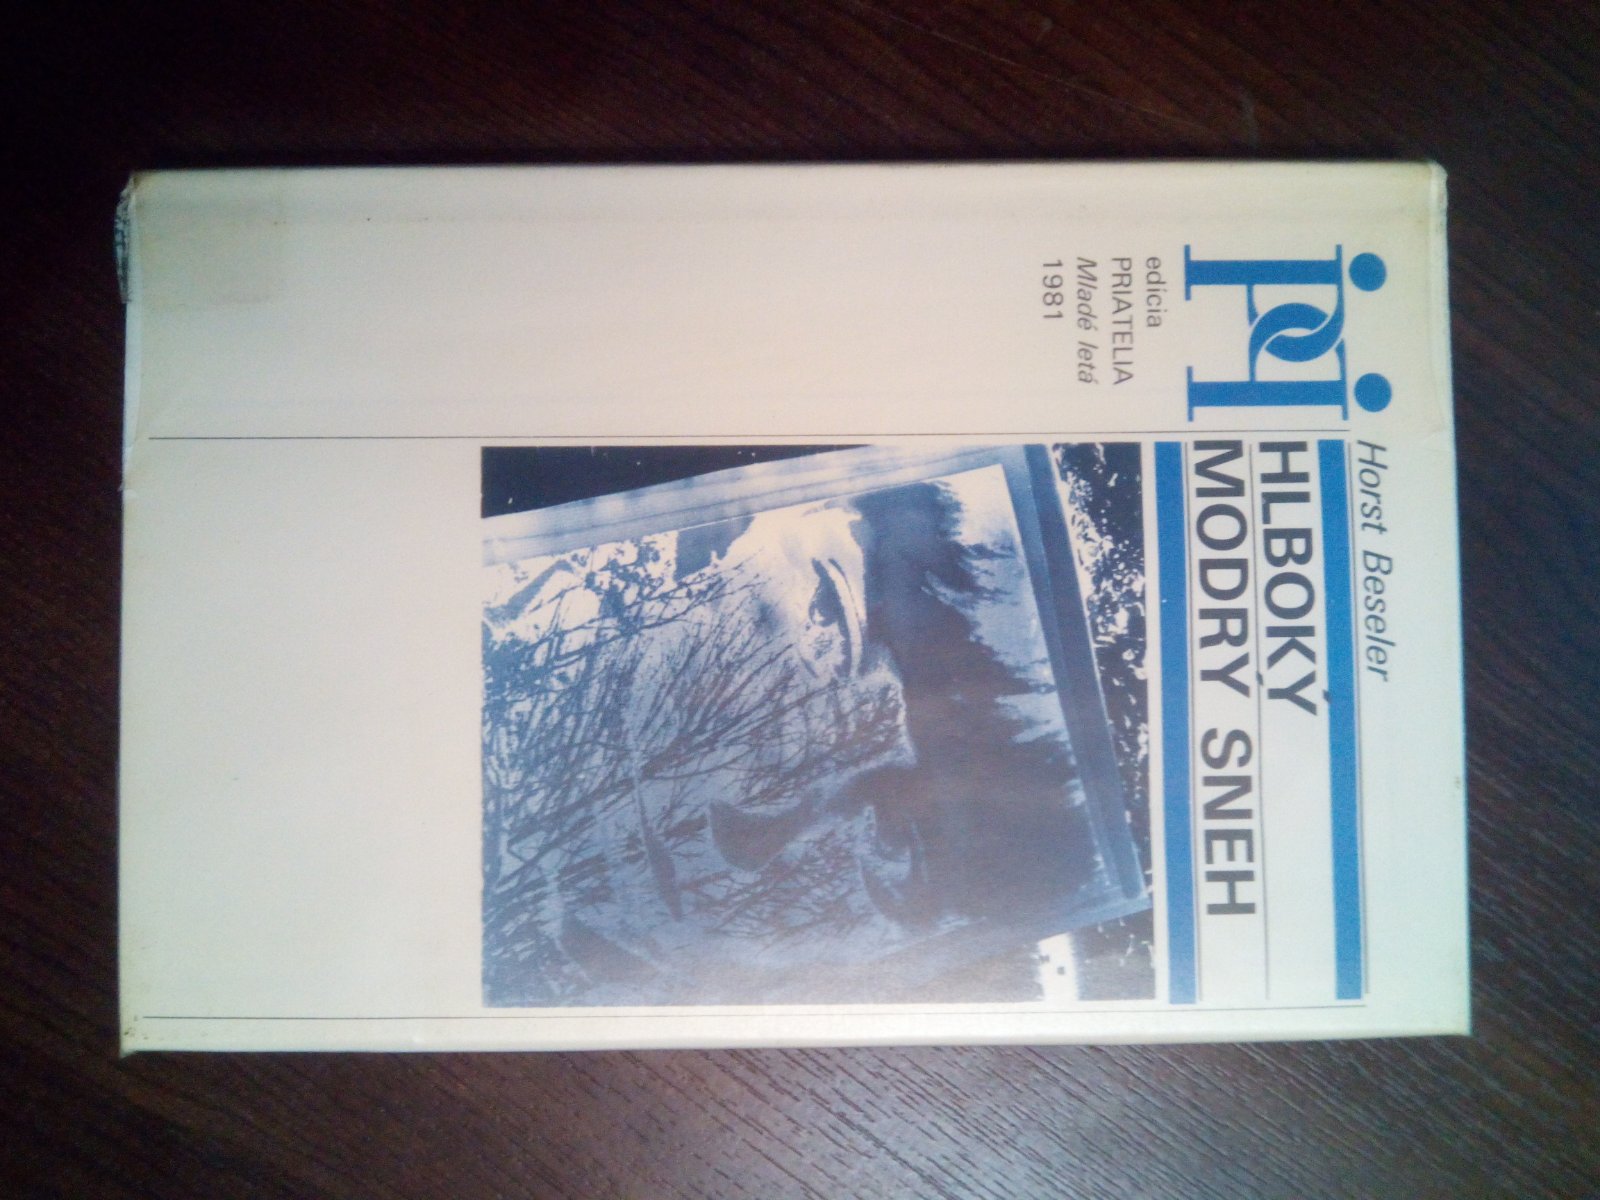 Horst Beseler
HLBOKÝ
MODRÝ SNEH
edícia
PRIATELIA
Mladé letá
1981